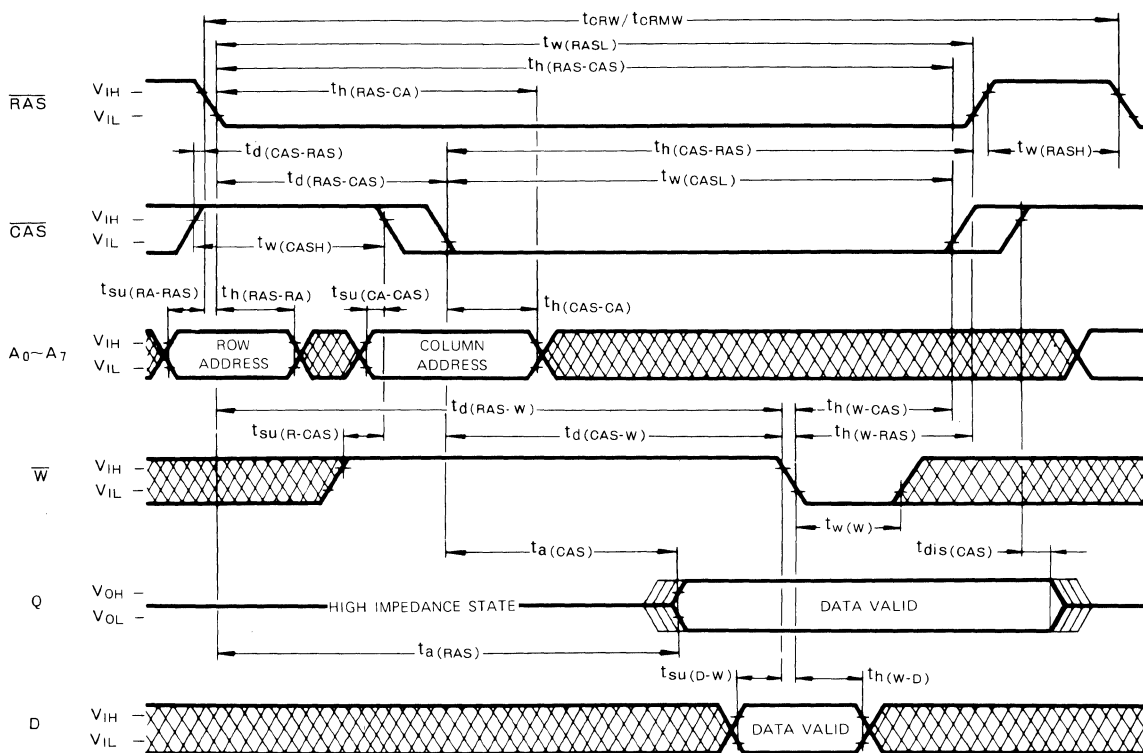 tCRW/tCRMW
tw(RASL)
th(RAS-CAS)
th(RAS-CA)
RAS
VIH
VIL
td(CAS-RAS)
th(CAS-RAS)
tw(RASH)
td(RAS-CAS)
tw(CASL)
CAS
VIH
VIL
tw(CASH)
tsu(RA-RAS)
th(RAS-RA)
tsu(CA-CAS)
th(CAS-CA)
A0~A7
VIH
VIL
ROW
ADDRESS
COLUMN
ADDRESS
td(RAS-W)
th(W-CAS)
tsu(R-CAS)
td(CAS-W)
th(W-RAS)
W
VIH
VIL
tw(W)
ta(CAS)
tdis(CAS)
Q
VOH
VOL
HIGH IMPEDANCE STATE
DATA VALID
ta(RAS)
tsu(D-W)
th(W-D)
D
VIH
VIL
DATA VALID